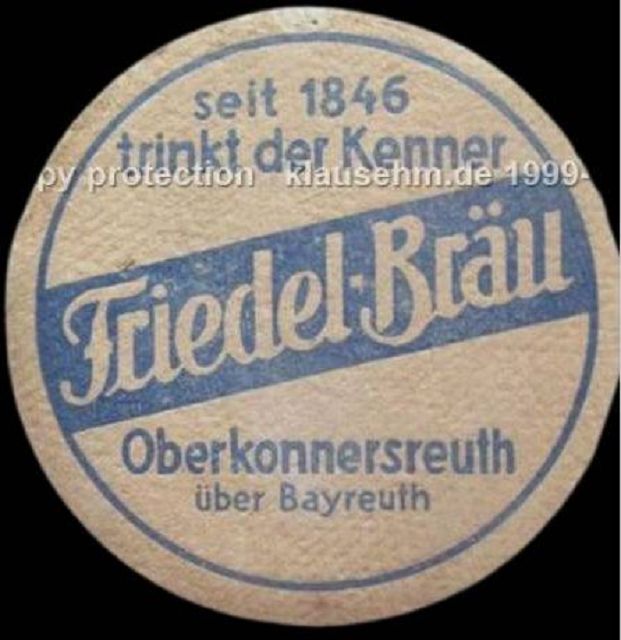 seit 1846
trinkt der Kenner
py protection klausehm.de 1999-
Friedel-Bräu
Oberkonnersreuth
über Bayreuth